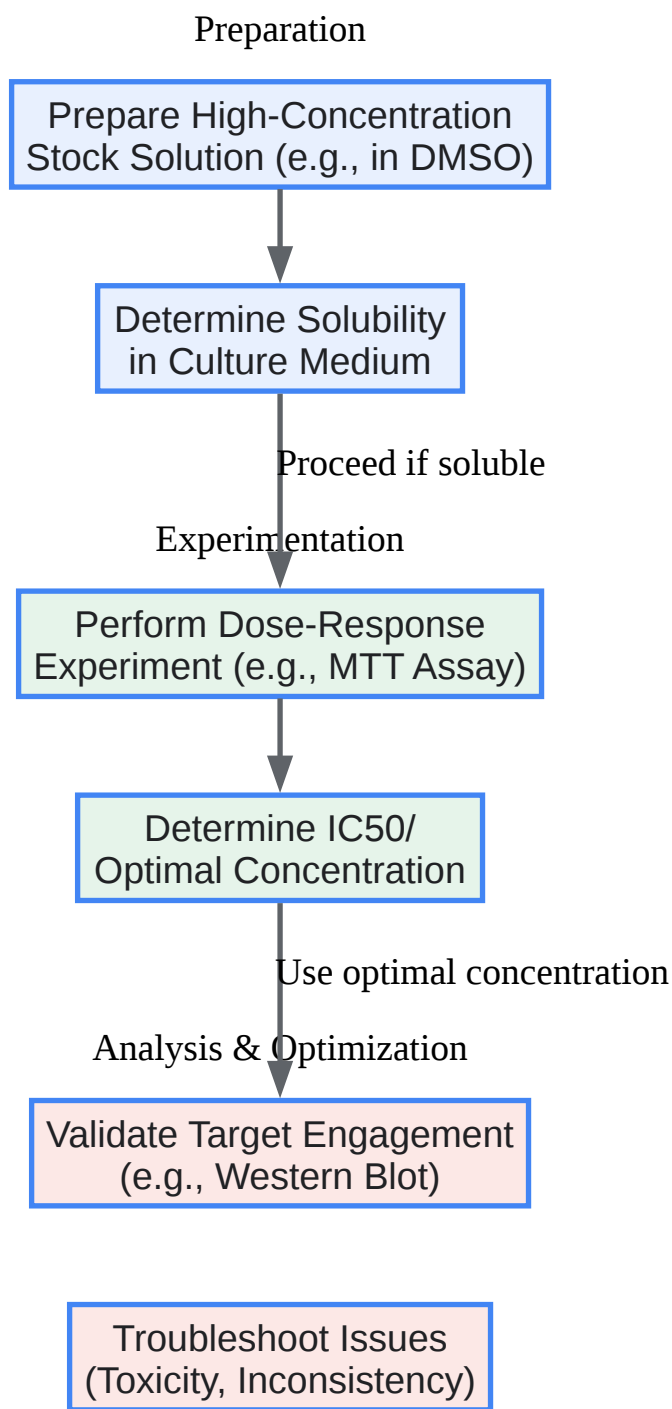 Preparation
Prepare High-Concentration
Stock Solution (e.g., in DMSO)
Determine Solubility
in Culture Medium
Proceed if soluble
Experimentation
Perform Dose-Response
Experiment (e.g., MTT Assay)
Determine IC50/
Optimal Concentration
Use optimal concentration
Analysis & Optimization
Validate Target Engagement
(e.g., Western Blot)
Troubleshoot Issues
(Toxicity, Inconsistency)